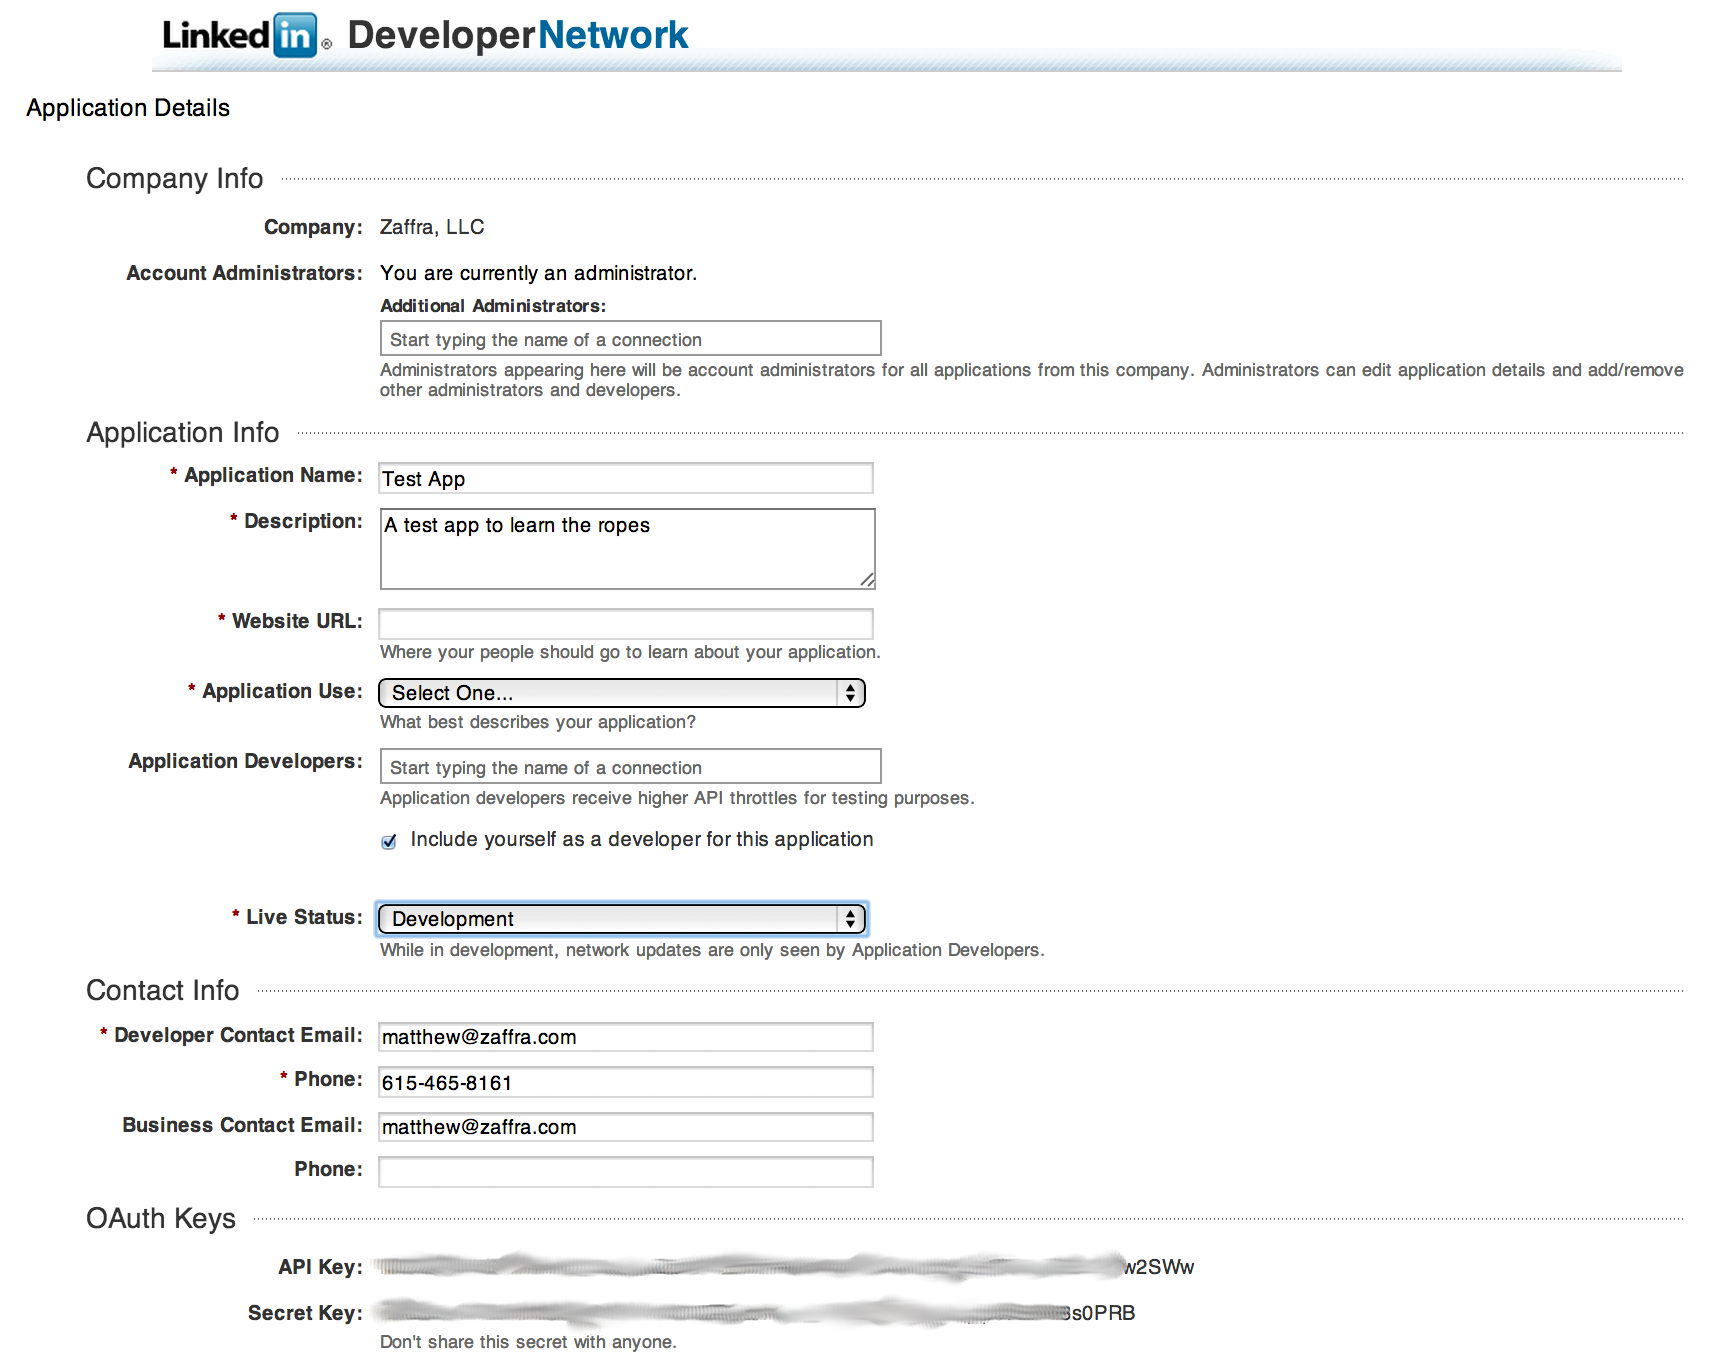 Linked in ® DeveloperNetwork
Application Details
Company Info
Company: Zaffra, LLC
Account Administrators: You are currently an administrator.
Additional Administrators:
Start typing the name of a connection
Administrators appearing here will be account administrators for all applications from this company. Administrators can edit application details and add/remove
other administrators and developers.
Application Info
* Application Name: Test App
* Description: A test app to learn the ropes
* Website URL:
Where your people should go to learn about your application.
* Application Use: Select One...
What best describes your application?
Application Developers: Start typing the name of a connection
Application developers receive higher API throttles for testing purposes.
Include yourself as a developer for this application
* Live Status: Development
While in development, network updates are only seen by Application Developers.
Contact Info
* Developer Contact Email: matthew@zaffra.com
* Phone: 615-465-8161
Business Contact Email: matthew@zaffra.com
Phone:
OAuth Keys
API Key: w2SWw
Secret Key: s0PRB
Don't share this secret with anyone.